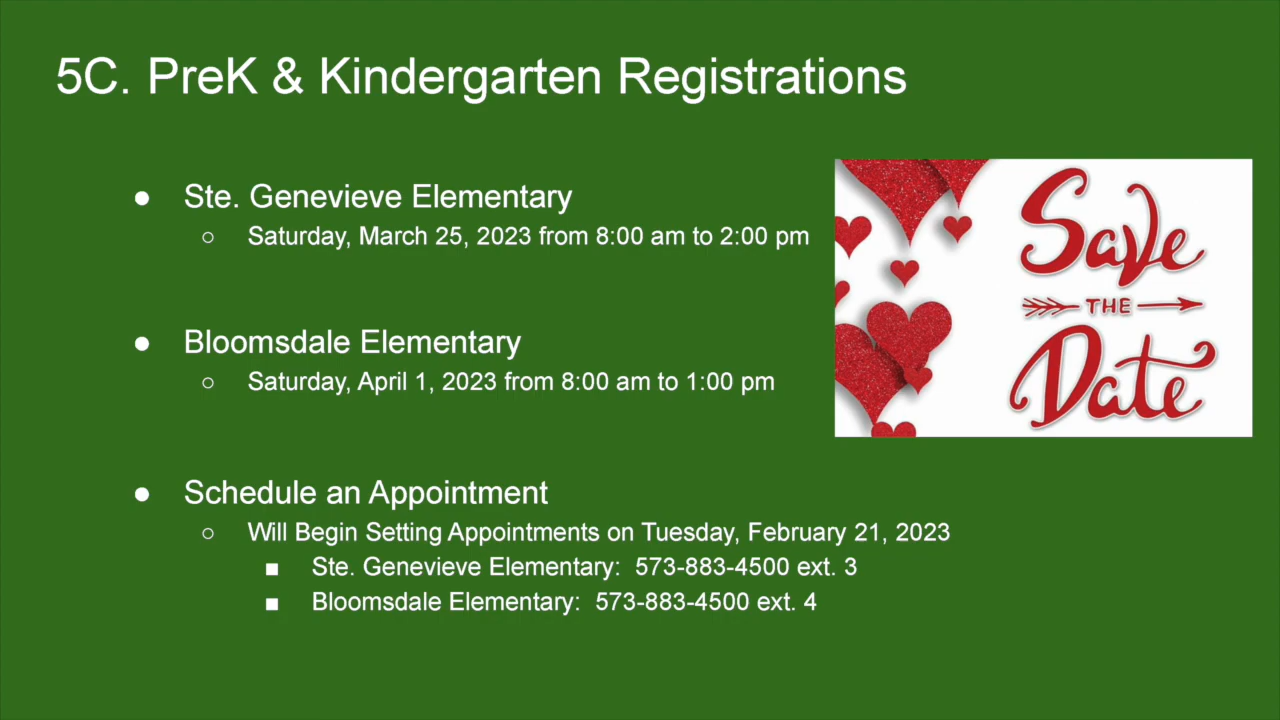 5C. PreK & Kindergarten Registrations
● Ste. Genevieve Elementary
○ Saturday, March 25, 2023 from 8:00 am to 2:00 pm
● Bloomsdale Elementary
○ Saturday, April 1, 2023 from 8:00 am to 1:00 pm
Save
THE
Date
● Schedule an Appointment
○ Will Begin Setting Appointments on Tuesday, February 21, 2023
■ Ste. Genevieve Elementary: 573-883-4500 ext. 3
■ Bloomsdale Elementary: 573-883-4500 ext. 4